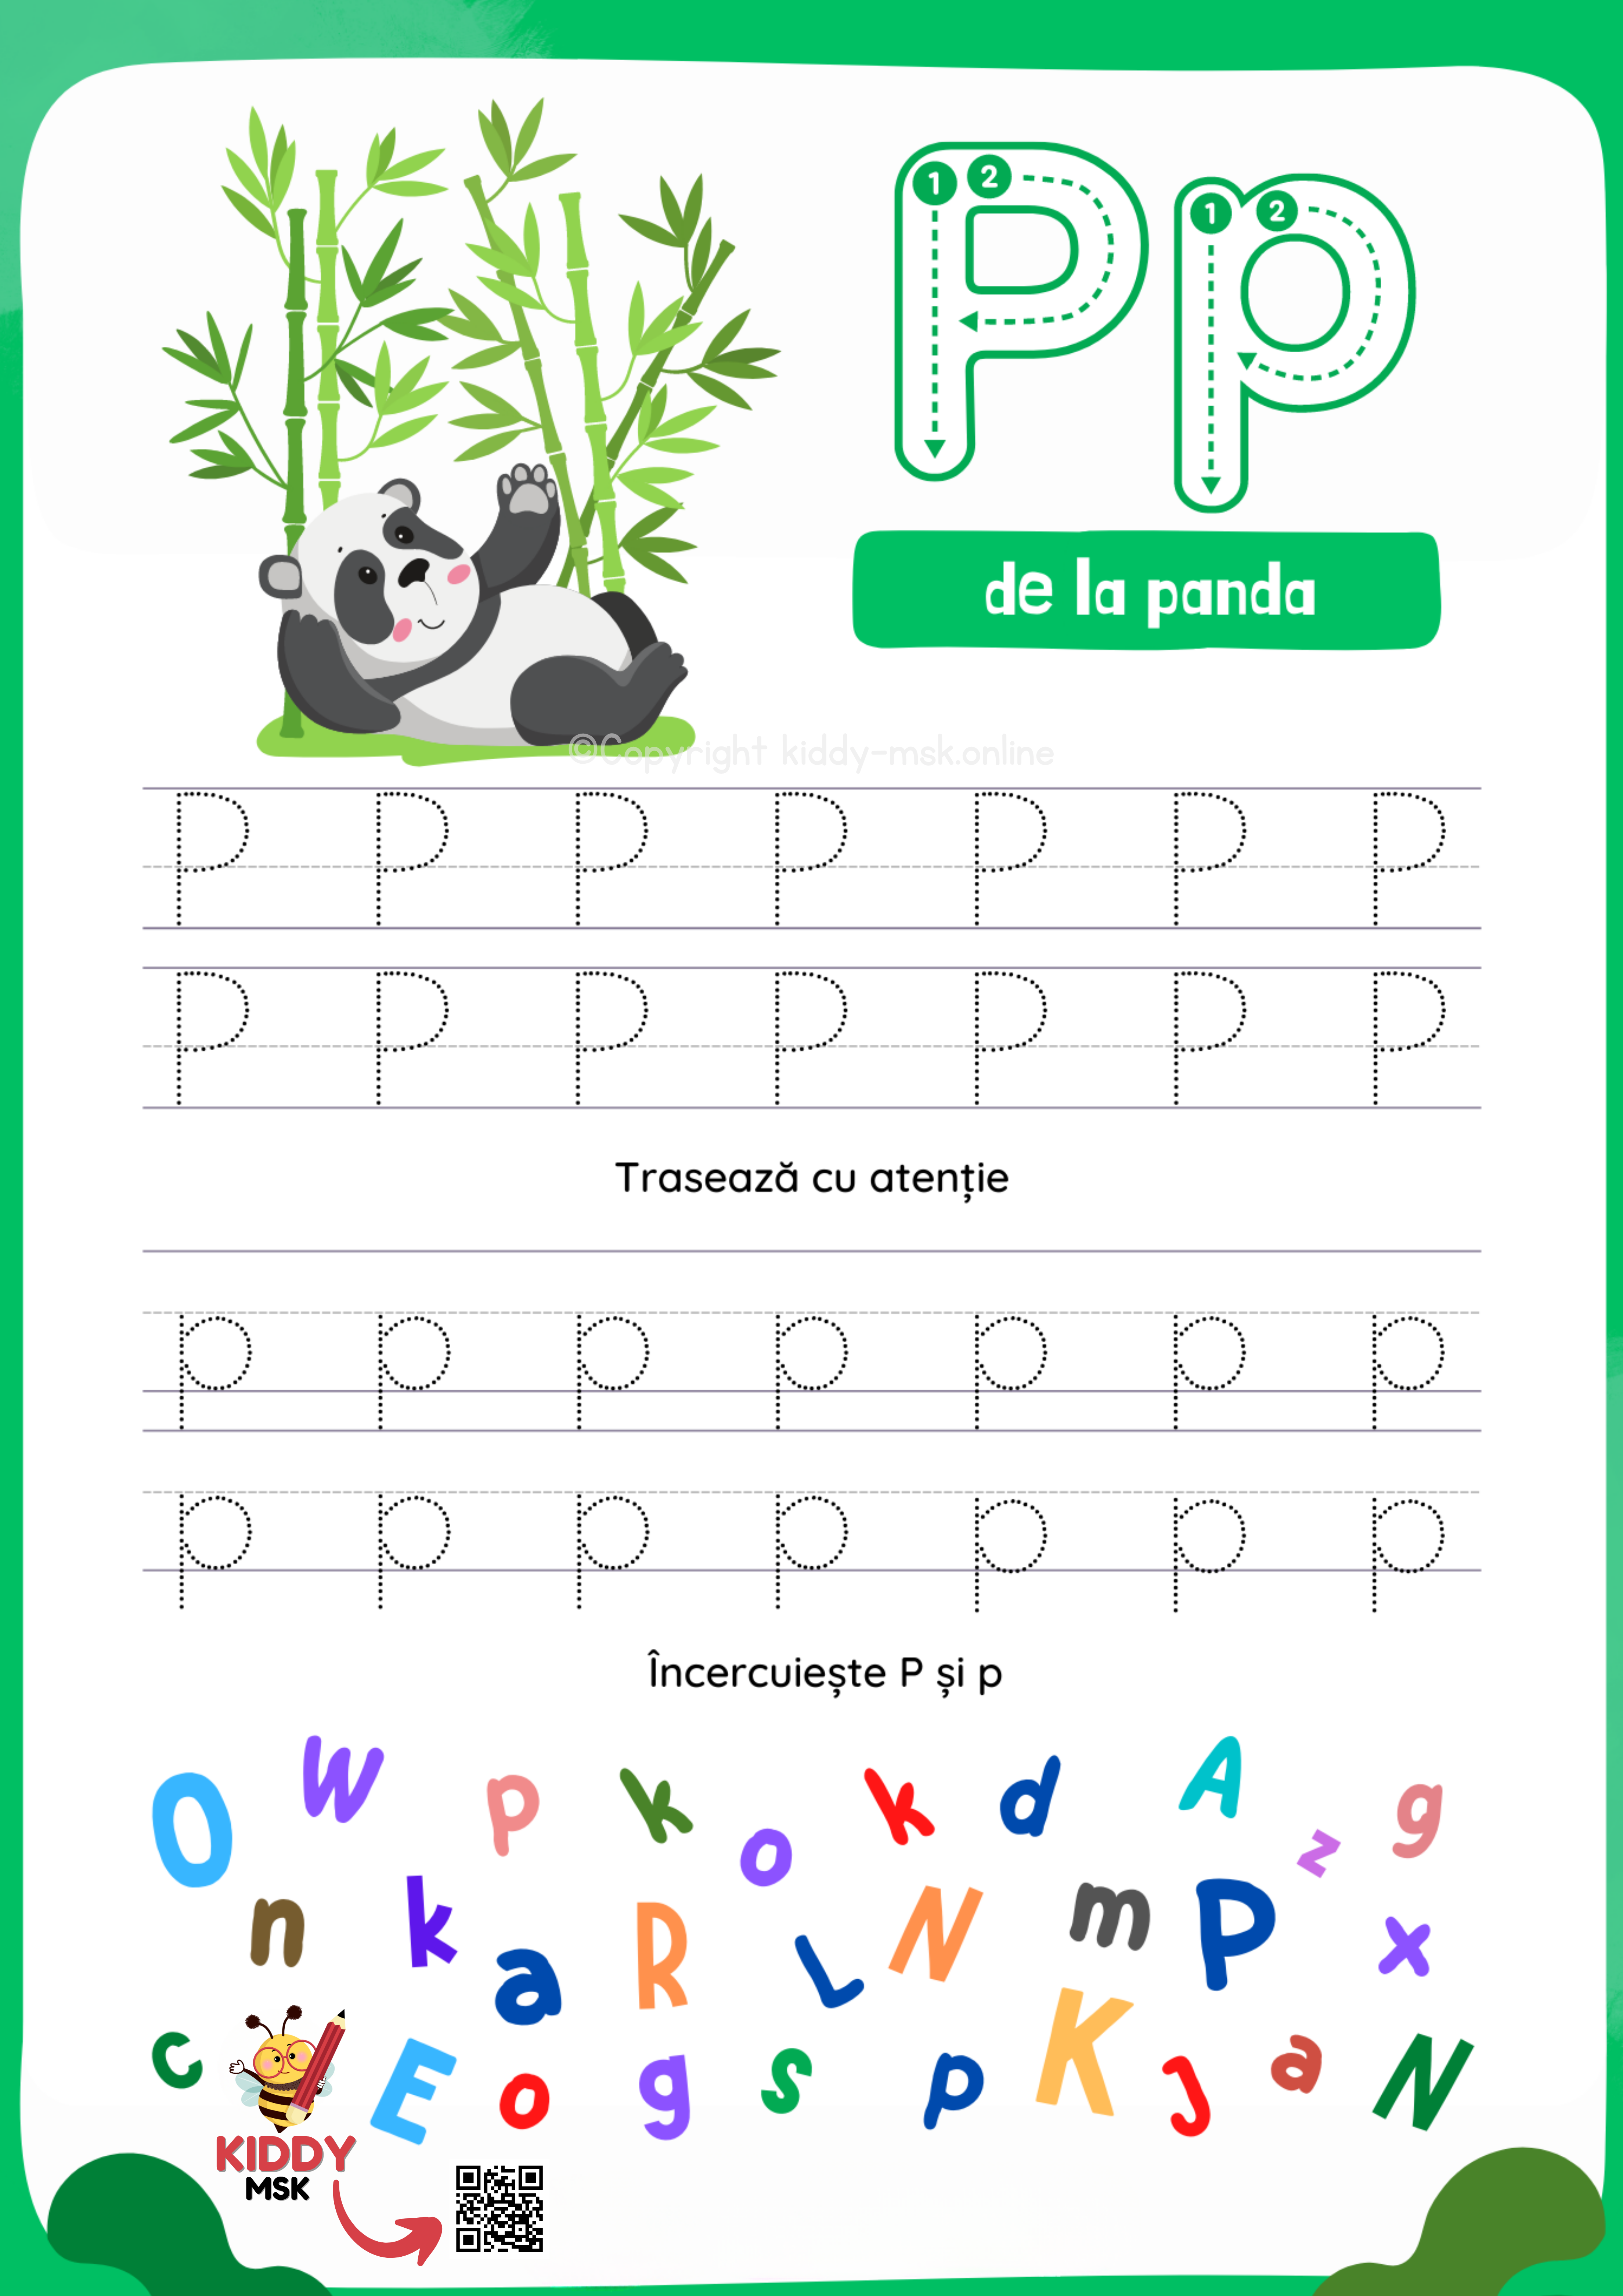 1 2 1 2
P p
de la panda
©Copyright kiddy-msk.online
P P P P P P P
P P P P P P P
Trasează cu atenție
p p p p p p p
p p p p p p p
Încercuiește P și p
O W p k o k d A z g
n k a R L N m P x
c E o g s p K J a N
KIDDY
MSK